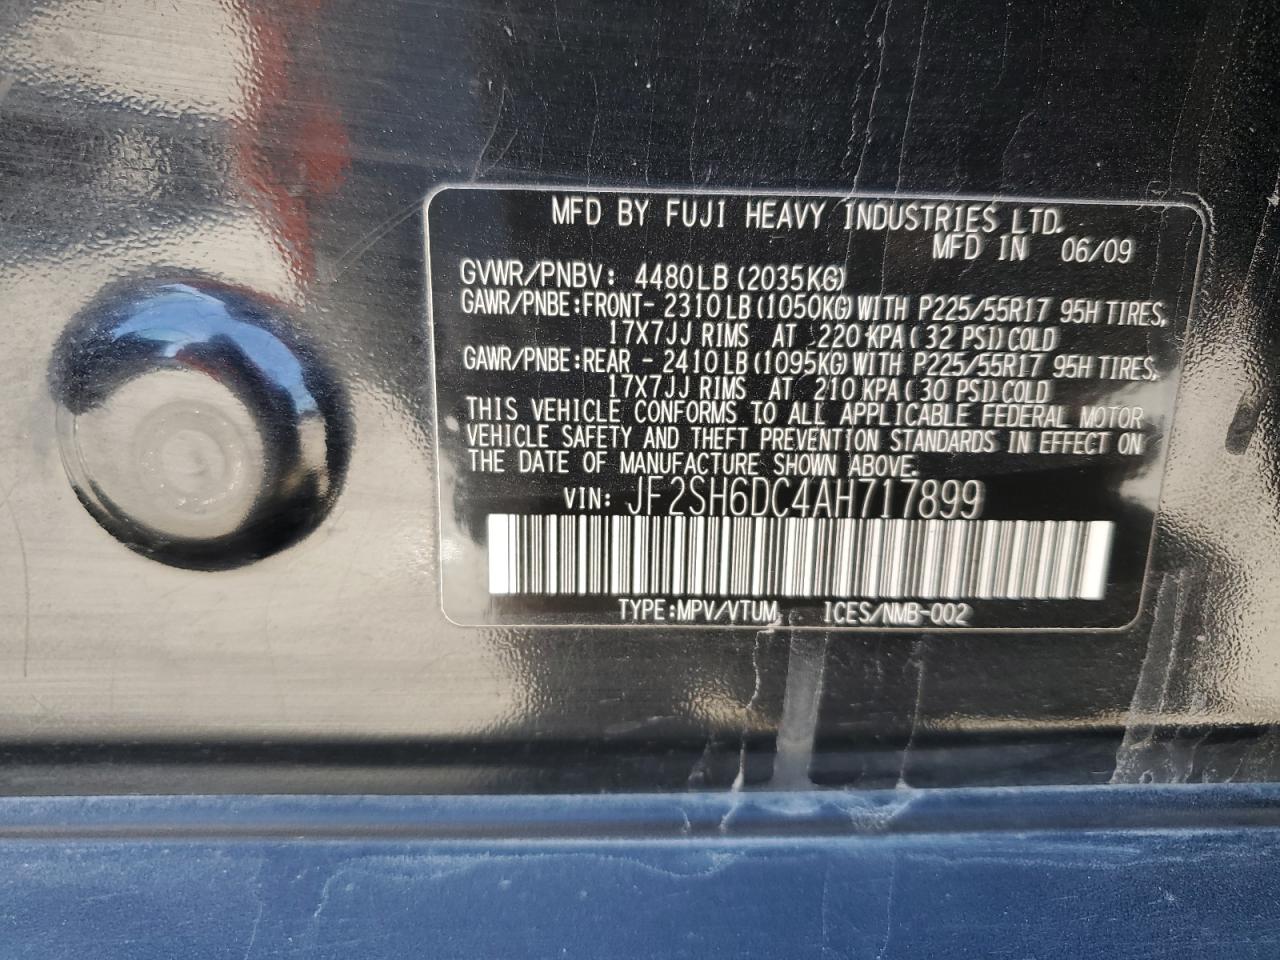 MFD BY FUJI HEAVY INDUSTRIES LTD.
MFD IN 06/09
GVWR/PNBV: 4480LB (2035KG)
GAWR/PNBE:FRONT- 2310LB (1050KG) WITH P225/55R17 95H TIRES,
17X7JJ RIMS AT 220 KPA (32 PSI) COLD
GAWR/PNBE:REAR - 2410LB (1095KG) WITH P225/55R17 95H TIRES,
17X7JJ RIMS AT 210 KPA (30 PSI) COLD
THIS VEHICLE CONFORMS TO ALL APPLICABLE FEDERAL MOTOR
VEHICLE SAFETY AND THEFT PREVENTION STANDARDS IN EFFECT ON
THE DATE OF MANUFACTURE SHOWN ABOVE.
VIN: JF2SH6DC4AH717899
TYPE:MPV/VTUM ICES/NMB-002